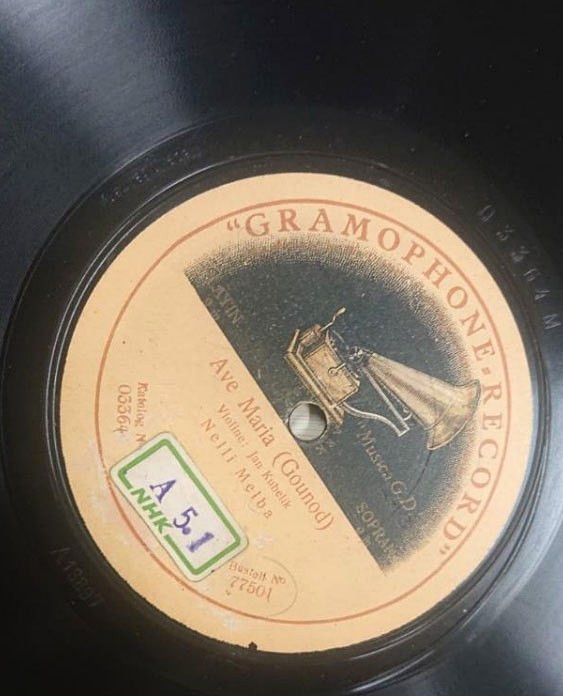 "GRAMOPHONE-RECORD"
Musica G.D.
SOPRAN
Ave Maria (Gounod)
Violine: Jan Kubelik
Nelli Melba
Katalog
03364
A 5.1
NHK
Bestell. No
77501
03364 M